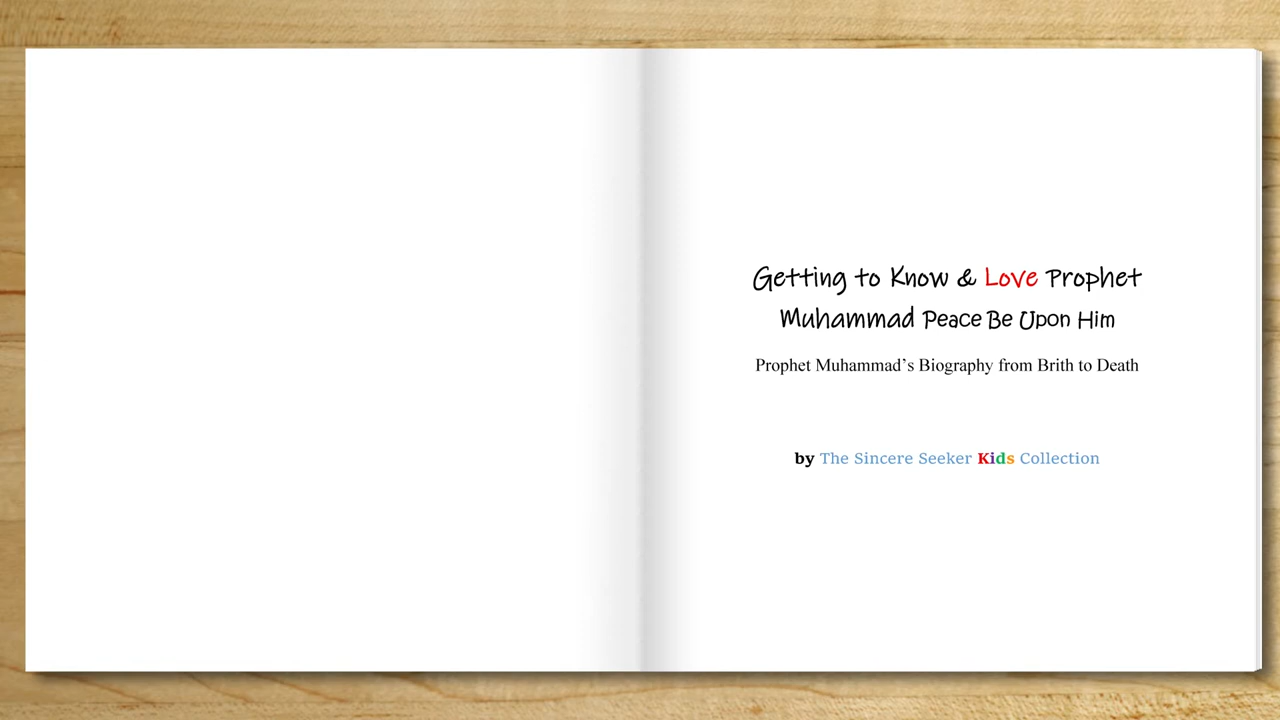 Getting to Know & Love Prophet
Muhammad Peace Be Upon Him
Prophet Muhammad’s Biography from Brith to Death
by The Sincere Seeker Kids Collection